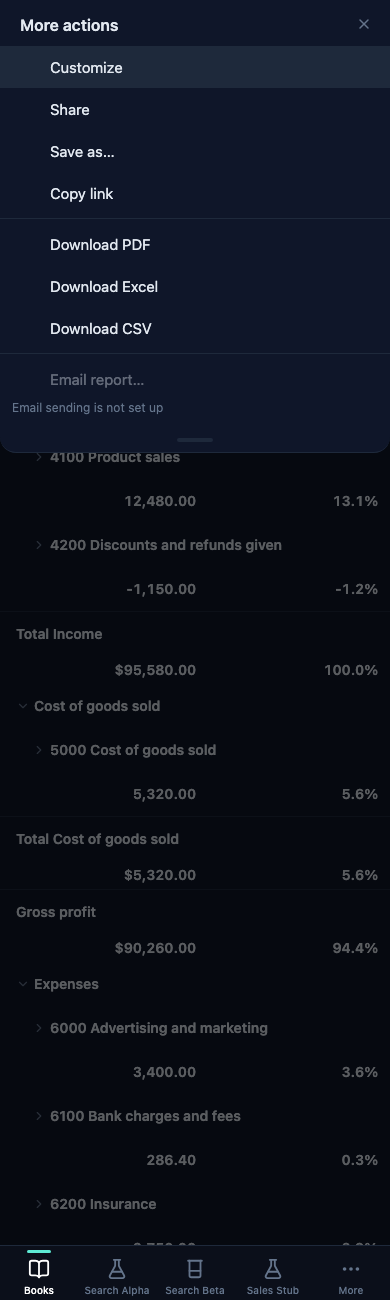 More actions
Customize
Share
Save as...
Copy link
Download PDF
Download Excel
Download CSV
Email report...
Email sending is not set up
4100 Product sales
12,480.00 13.1%
4200 Discounts and refunds given
-1,150.00 -1.2%
Total Income
$95,580.00 100.0%
Cost of goods sold
5000 Cost of goods sold
5,320.00 5.6%
Total Cost of goods sold
$5,320.00 5.6%
Gross profit
$90,260.00 94.4%
Expenses
6000 Advertising and marketing
3,400.00 3.6%
6100 Bank charges and fees
286.40 0.3%
6200 Insurance
Books Search Alpha Search Beta Sales Stub More